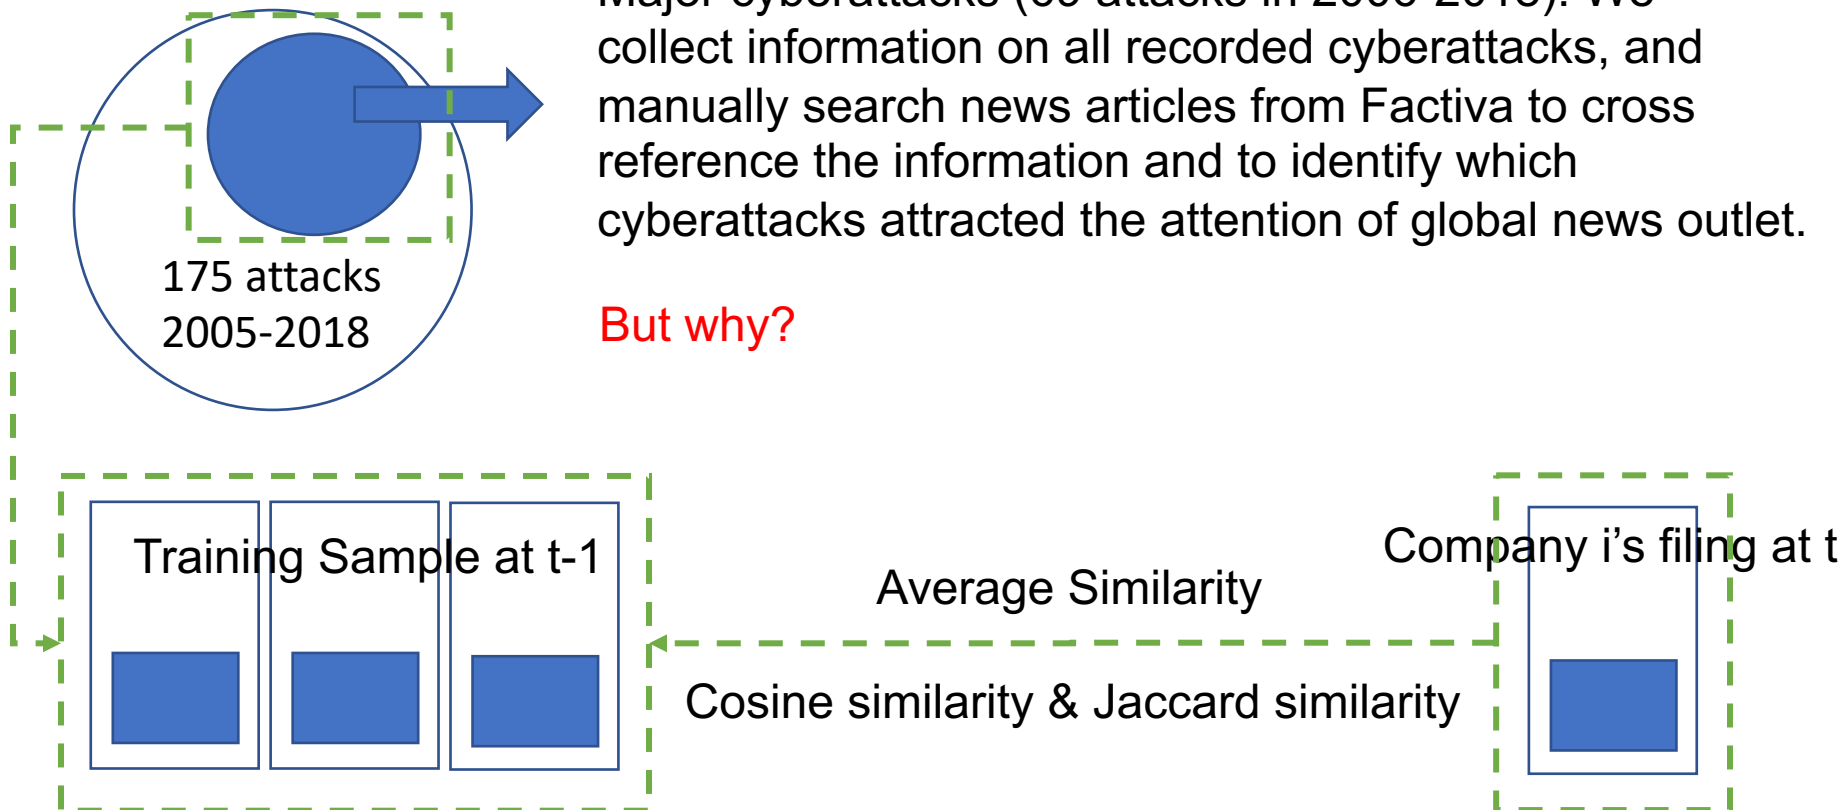 collect information on all recorded cyberattacks, and
manually search news articles from Factiva to cross
reference the information and to identify which
cyberattacks attracted the attention of global news outlet.
175 attacks
2005-2018
But why?
Training Sample at t-1
Company i’s filing at t
Average Similarity
Cosine similarity & Jaccard similarity